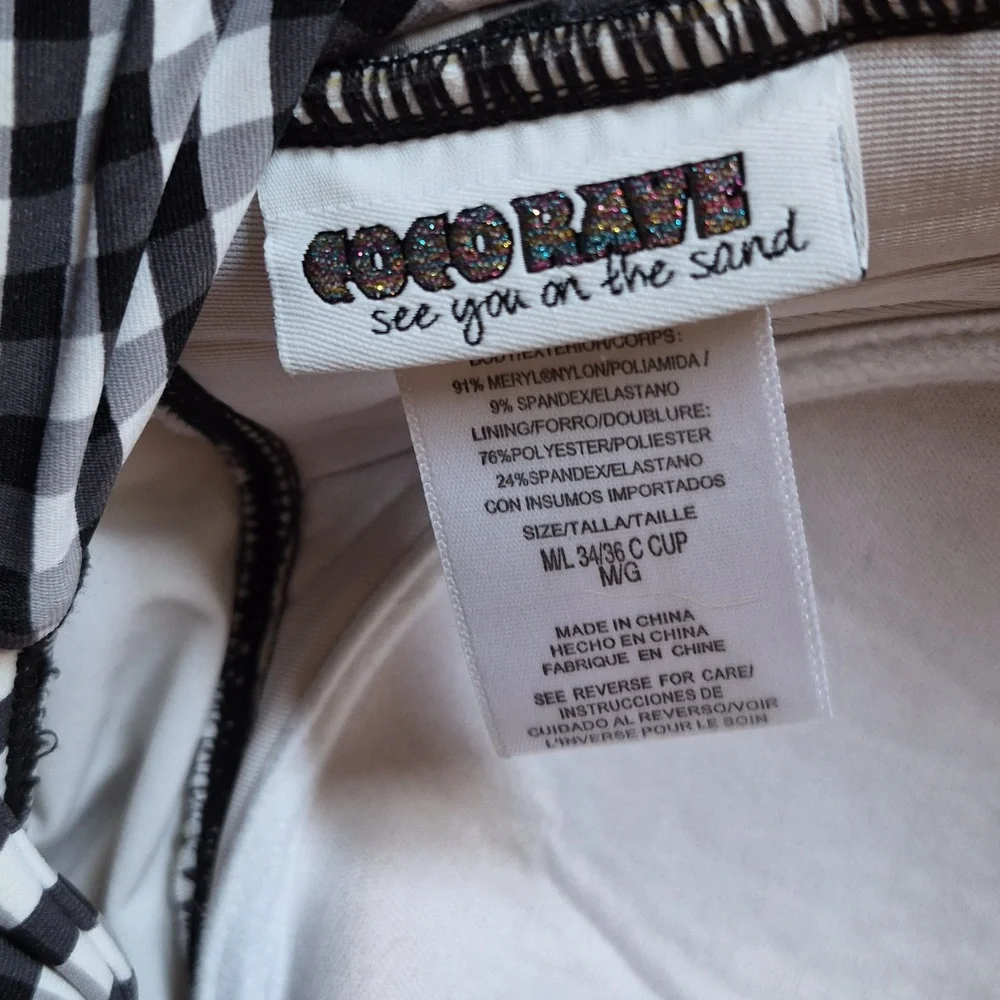 COCO RAVE
see you on the sand
BODY/EXTERIOR/CORPS:
91% MERYL®NYLON/POLIAMIDA/
9% SPANDEX/ELASTANO
LINING/FORRO/DOUBLURE:
76%POLYESTER/POLIESTER
24%SPANDEX/ELASTANO
CON INSUMOS IMPORTADOS
SIZE/TALLA/TAILLE
M/L 34/36 C CUP
M/G
MADE IN CHINA
HECHO EN CHINA
FABRIQUE EN CHINE
SEE REVERSE FOR CARE/
INSTRUCCIONES DE
CUIDADO AL REVERSO/VOIR
L'INVERSE POUR LE SOIN